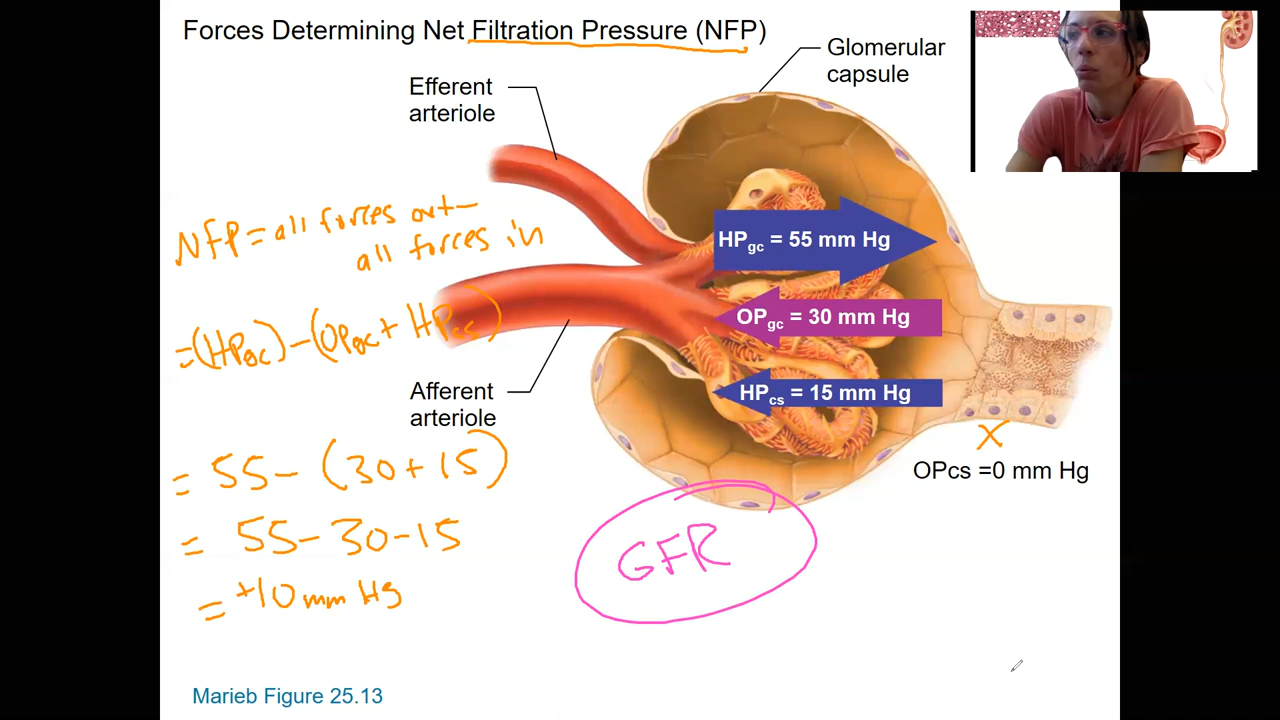 Forces Determining Net Filtration Pressure (NFP)
Glomerular
capsule
Efferent
arteriole
NFP = all forces out –
all forces in
HPgc = 55 mm Hg
OPgc = 30 mm Hg
= (HPGC) – (OPGC + HPCC)
HPcs = 15 mm Hg
Afferent
arteriole
X
OPcs =0 mm Hg
= 55 – (30 + 15)
= 55 – 30 – 15
GFR
= +10 mm Hg
Marieb Figure 25.13